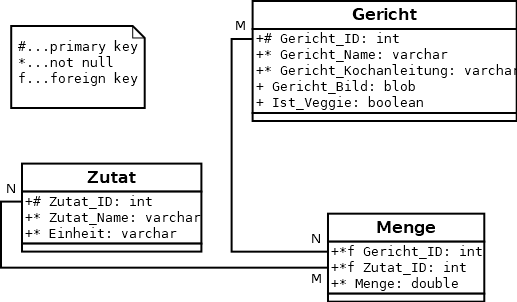 #...primary key
*...not null
f...foreign key
M
Gericht
+# Gericht_ID: int
+* Gericht_Name: varchar
+* Gericht_Kochanleitung: varchar
+ Gericht_Bild: blob
+ Ist_Veggie: boolean
N
Zutat
+# Zutat_ID: int
+* Zutat_Name: varchar
+* Einheit: varchar
Menge
N
+*f Gericht_ID: int
+*f Zutat_ID: int
M
+* Menge: double